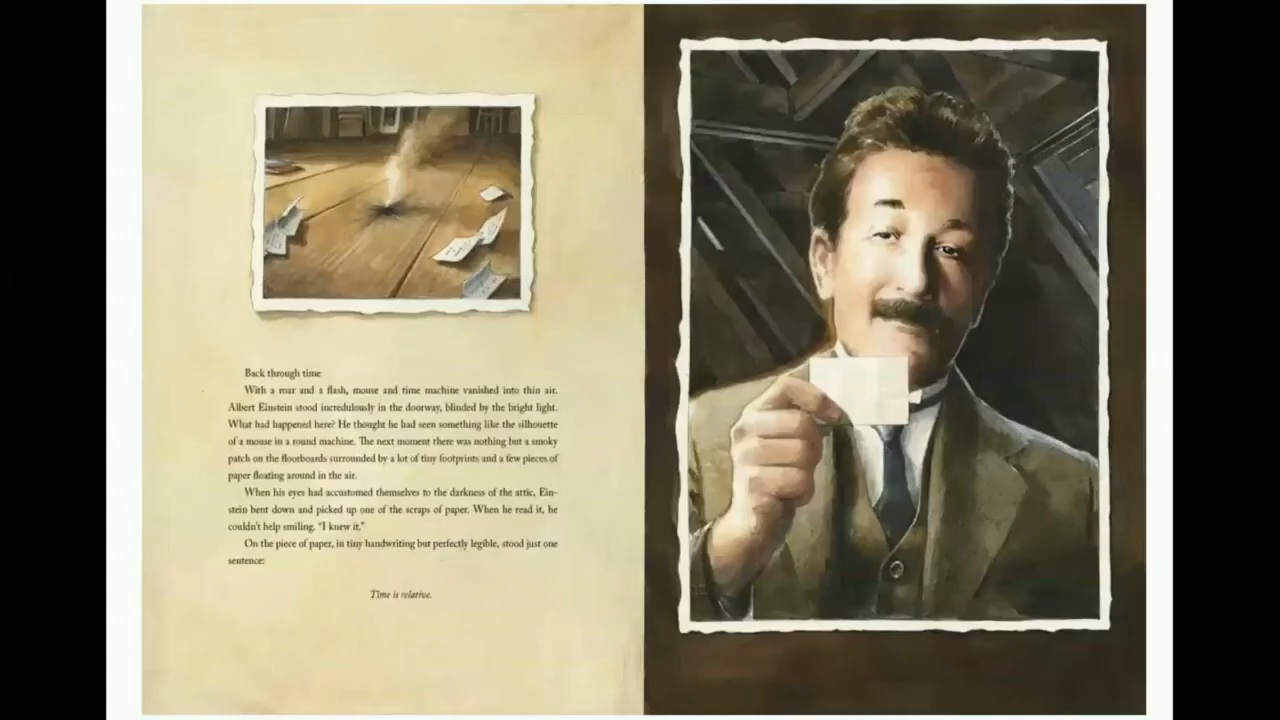 Back through time
With a roar and a flash, mouse and time machine vanished into thin air.
Albert Einstein stood incredulously in the doorway, blinded by the bright light.
What had happened here? He thought he had seen something like the silhouette
of a mouse in a round machine. The next moment there was nothing but a smoky
patch on the floorboards surrounded by a lot of tiny footprints and a few pieces of
paper floating around in the air.
When his eyes had accustomed themselves to the darkness of the attic, Ein-
stein bent down and picked up one of the scraps of paper. When he read it, he
couldn't help smiling. "I knew it."
On the piece of paper, in tiny handwriting but perfectly legible, stood just one
sentence:
Time is relative.